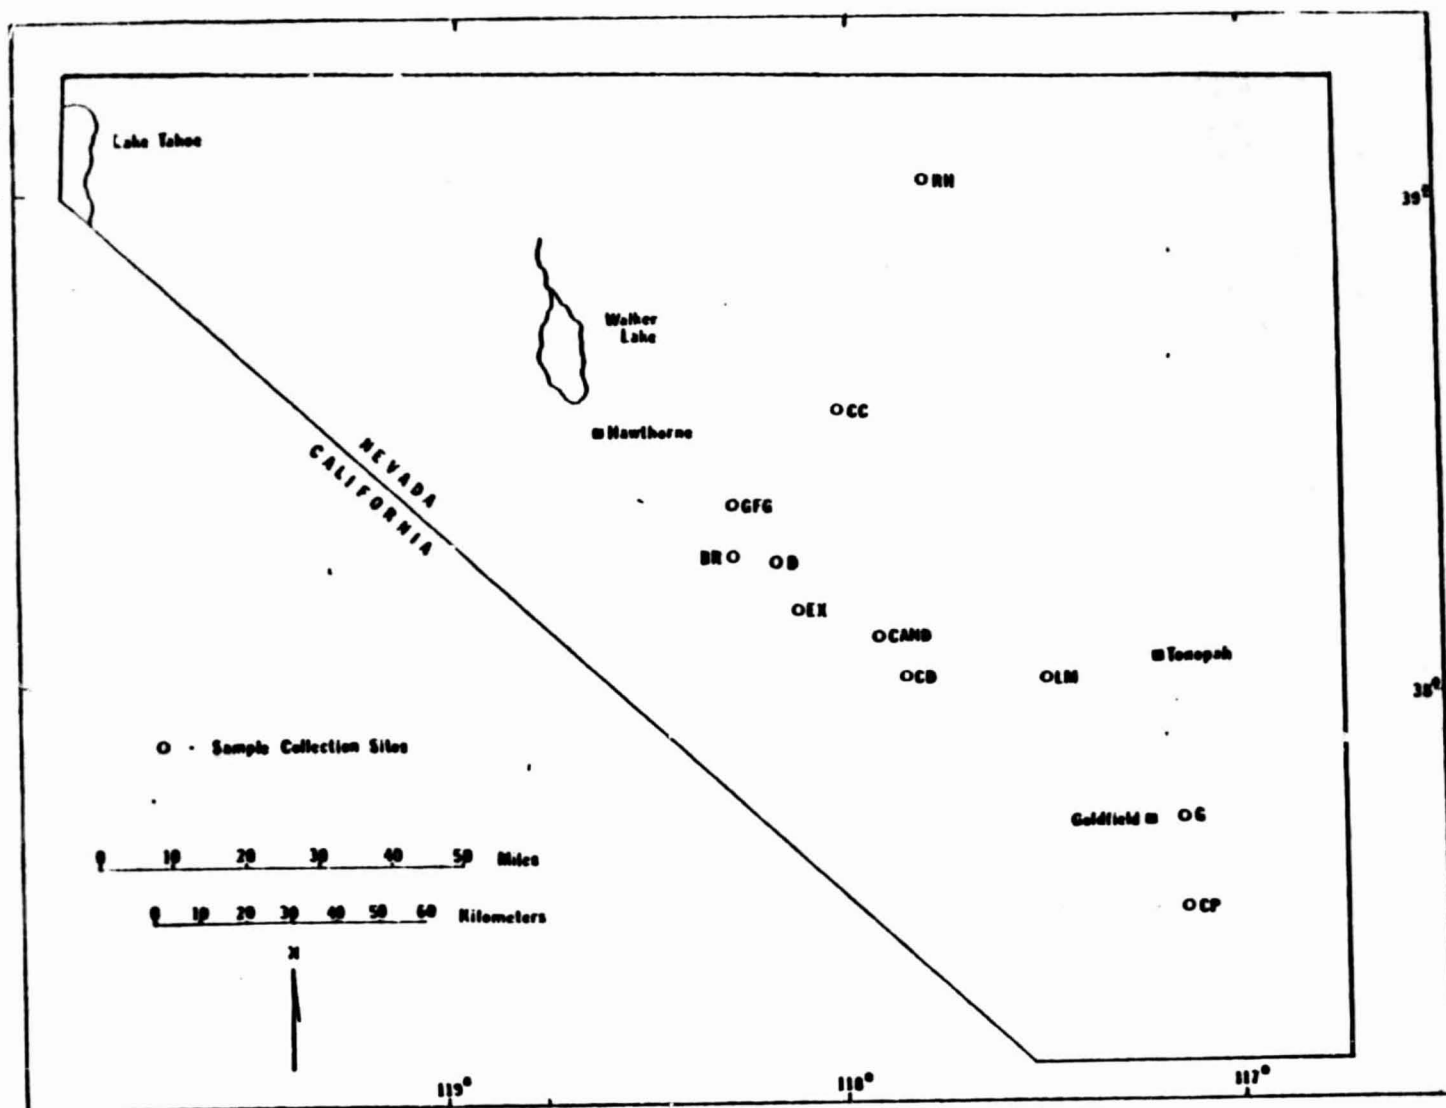 Lake Tahoe
RH
39°
Walker
Lake
CC
Hawthorne
NEVADA
CALIFORNIA
GFG
BR
D
EX
CAND
Tonopah
CD
LM
38°
O - Sample Collection Sites
Goldfield
G
0 10 20 30 40 50 Miles
CP
0 10 20 30 40 50 60 Kilometers
N
119°
118°
117°